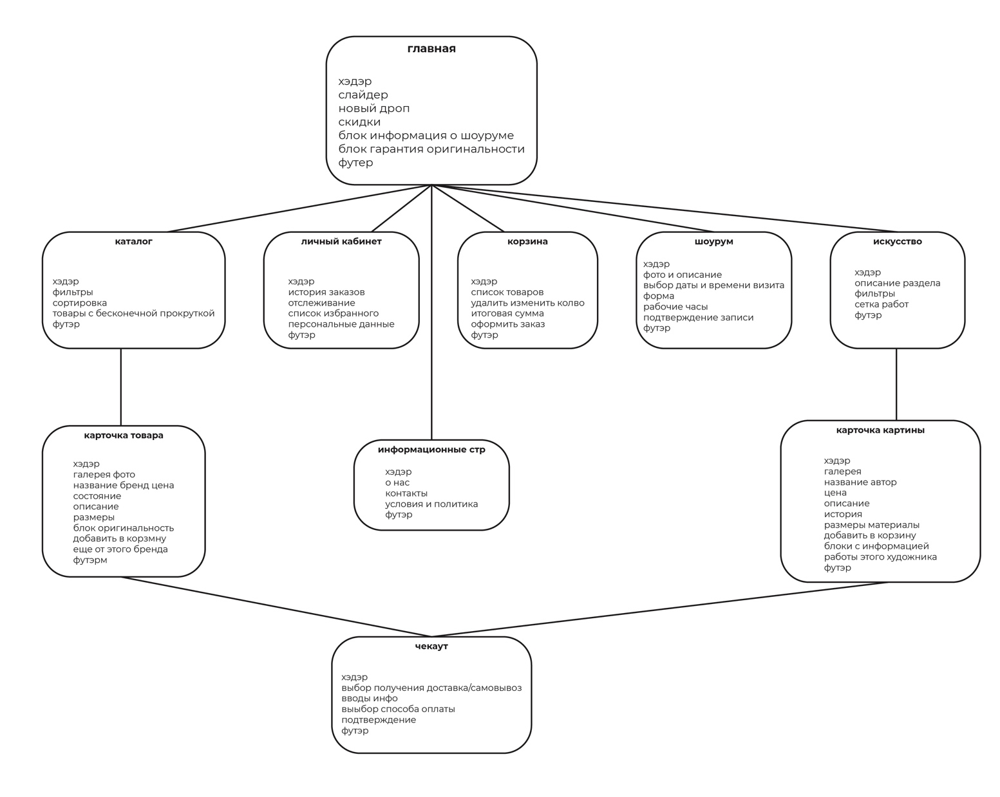 главная
хэдэр
слайдер
новый дроп
скидки
блок информация о шоуруме
блок гарантия оригинальности
футер
каталог
хэдэр
фильтры
сортировка
товары с бесконечной прокруткой
футэр
личный кабинет
хэдэр
история заказов
отслеживание
список избранного
персональные данные
футэр
корзина
хэдэр
список товаров
удалить изменить колво
итоговая сумма
оформить заказ
футэр
шоурум
хэдэр
фото и описание
выбор даты и времени визита
форма
рабочие часы
подтверждение записи
футэр
искусство
хэдэр
описание раздела
фильтры
сетка работ
футэр
карточка товара
хэдэр
галерея фото
название бренд цена
состояние
описание
размеры
блок оригинальность
добавить в корзмну
еще от этого бренда
футэрм
информационные стр
хэдэр
о нас
контакты
условия и политика
футэр
карточка картины
хэдэр
галерея
название автор
цена
описание
история
размеры материалы
добавить в корзину
блоки с информацией
работы этого художника
футэр
чекаут
хэдэр
выбор получения доставка/самовывоз
вводы инфо
выыбор способа оплаты
подтверждение
футэр